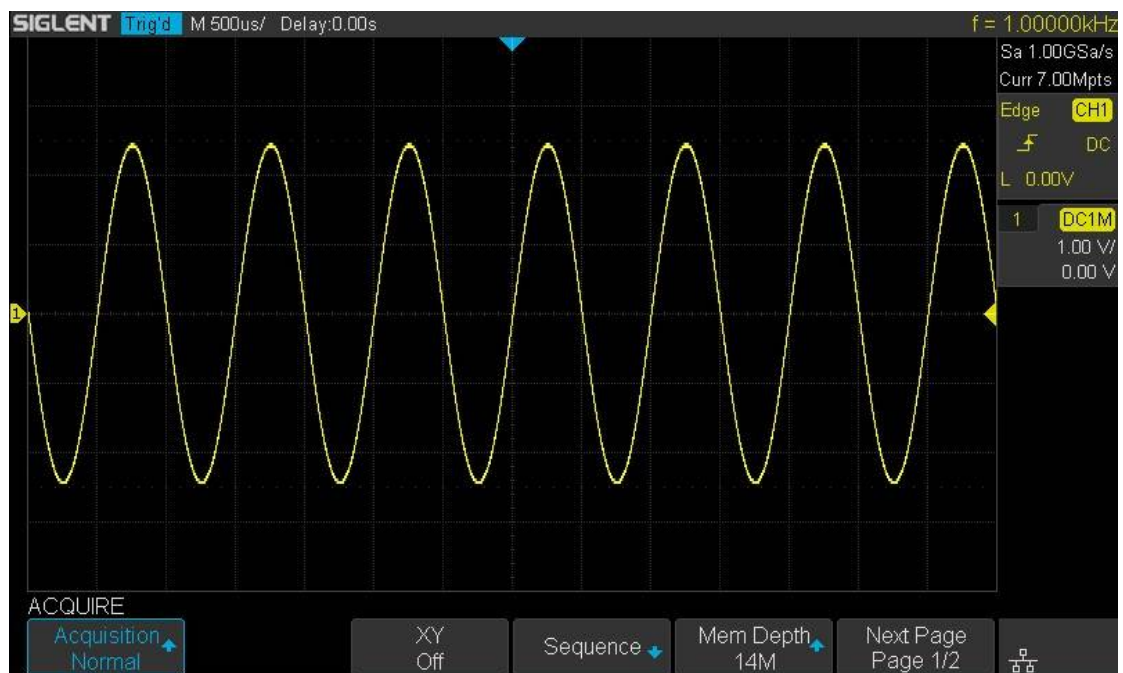 SIGLENT Trig'd M 500us/ Delay:0.00s f = 1.00000kHz
Sa 1.00GSa/s
Curr 7.00Mpts
Edge CH1
DC
L 0.00V
1 DC1M
1.00 V/
0.00 V
1
ACQUIRE
Acquisition
Normal
XY
Off
Sequence
Mem Depth
14M
Next Page
Page 1/2